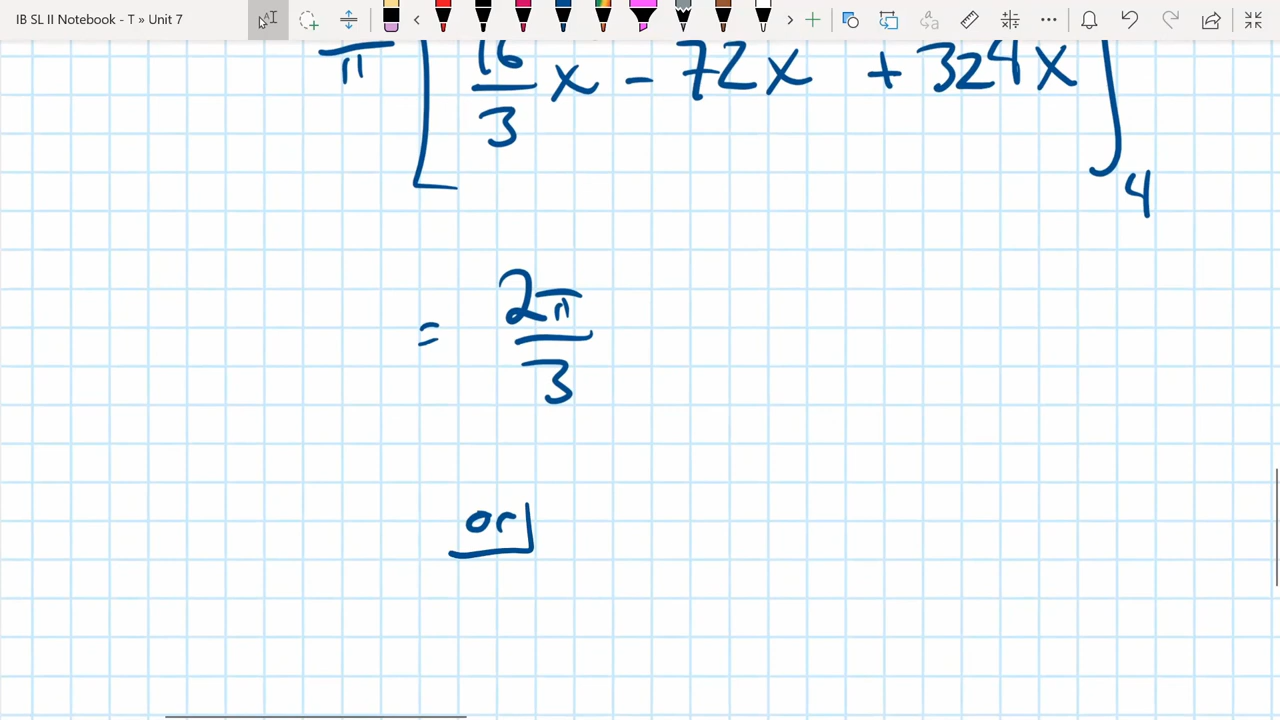 IB SL II Notebook - T » Unit 7
π [ 16/3 x - 72x + 324x ] 4
= 2π/3
or